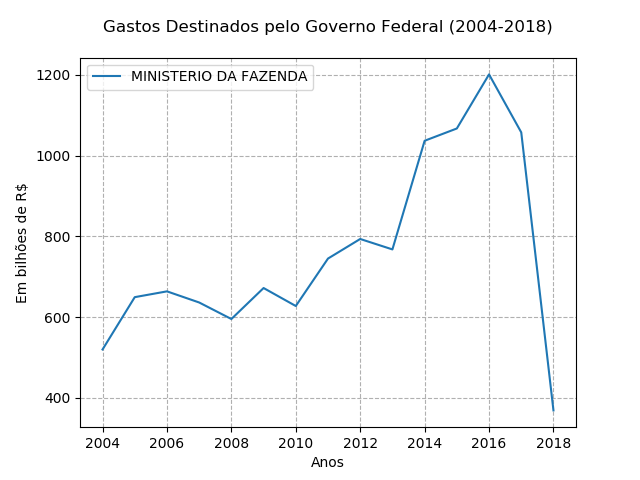 Gastos Destinados pelo Governo Federal (2004-2018)
MINISTERIO DA FAZENDA
1200
1000
800
600
400
Em bilhões de R$
2004 2006 2008 2010 2012 2014 2016 2018
Anos